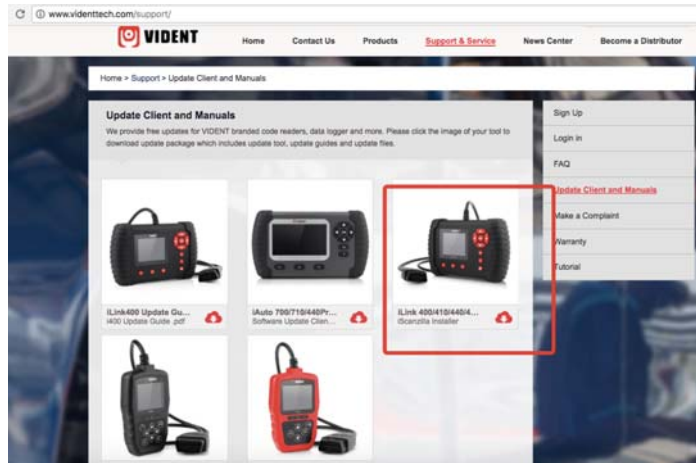 www.videnttech.com/support/
VIDENT
Home Contact Us Products Support & Service News Center Become a Distributor
Home > Support > Update Client and Manuals
Update Client and Manuals
We provide free updates for VIDENT branded code readers, data logger and more. Please click the image of your tool to
download update package which includes update tool, update guides and update files.
Sign Up
Login in
FAQ
Update Client and Manuals
Make a Complaint
Warranty
Tutorial
iLink400 Update Gu...
i400 Update Guide .pdf
iAuto 700/710/440Pr...
Software Update Clien...
iLink 400/410/440/4...
iScanzilla Installer